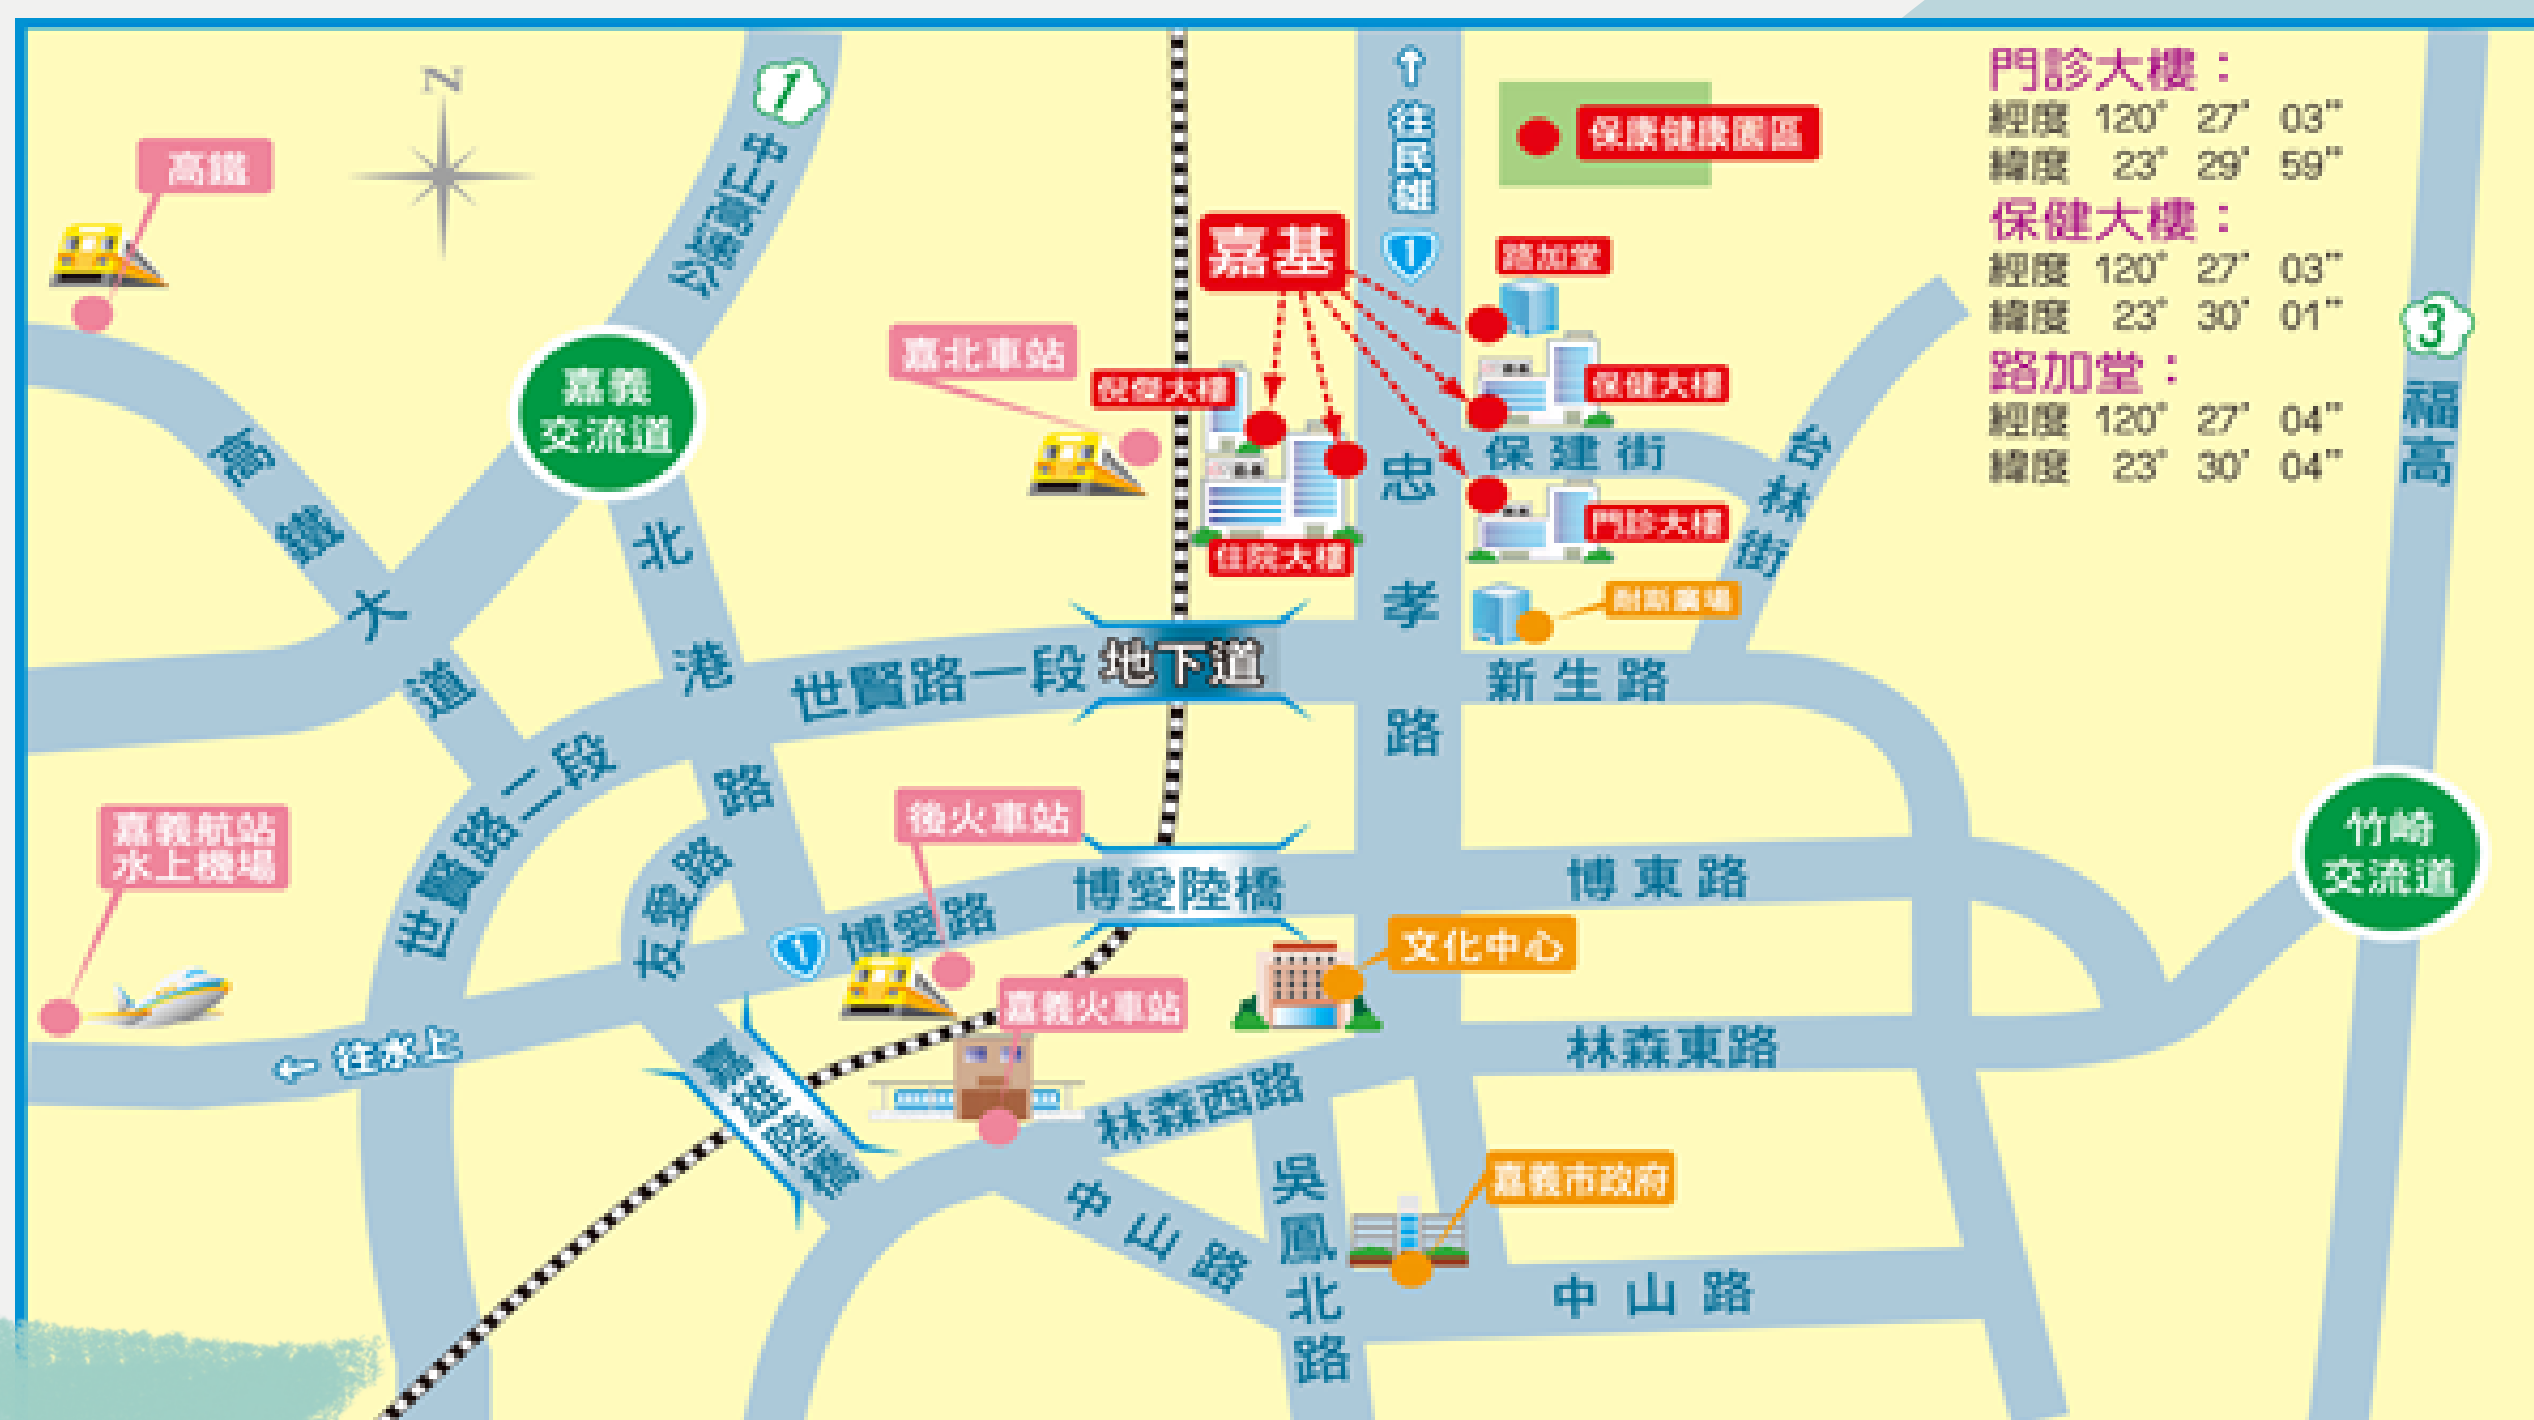 N
1
中山高速公路
高鐵
嘉義
交流道
高鐵大道
北港路
世賢路一段
地下道
世賢路二段
友愛路
嘉義航站
水上機場
←往水上
1
博愛路
後火車站
博愛陸橋
嘉義火車站
嘉雄陸橋
林森西路
中山路
吳鳳北路
↑往民雄
1
保康健康園區
嘉基
路加堂
嘉北車站
保健大樓
保建街
門診大樓
住院大樓
台林街
耐斯廣場
忠孝路
新生路
博東路
文化中心
林森東路
嘉義市政府
中山路
門診大樓：
經度 120° 27' 03"
緯度 23° 29' 59"
保健大樓：
經度 120° 27' 03"
緯度 23° 30' 01"
路加堂：
經度 120° 27' 04"
緯度 23° 30' 04"
3
福高
竹崎
交流道